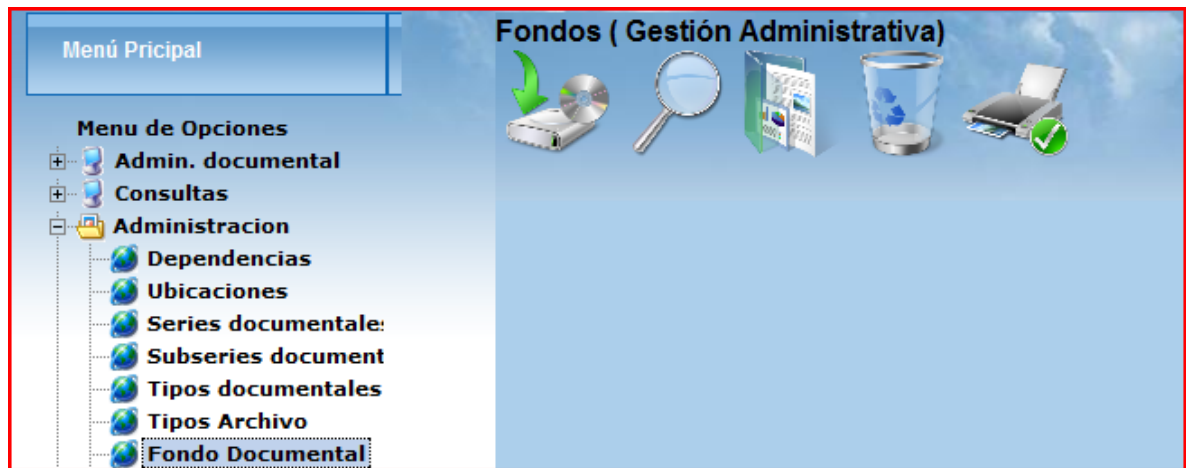 Menú Pricipal
Fondos ( Gestión Administrativa)
Menu de Opciones
Admin. documental
Consultas
Administracion
Dependencias
Ubicaciones
Series documentales
Subseries document
Tipos documentales
Tipos Archivo
Fondo Documental